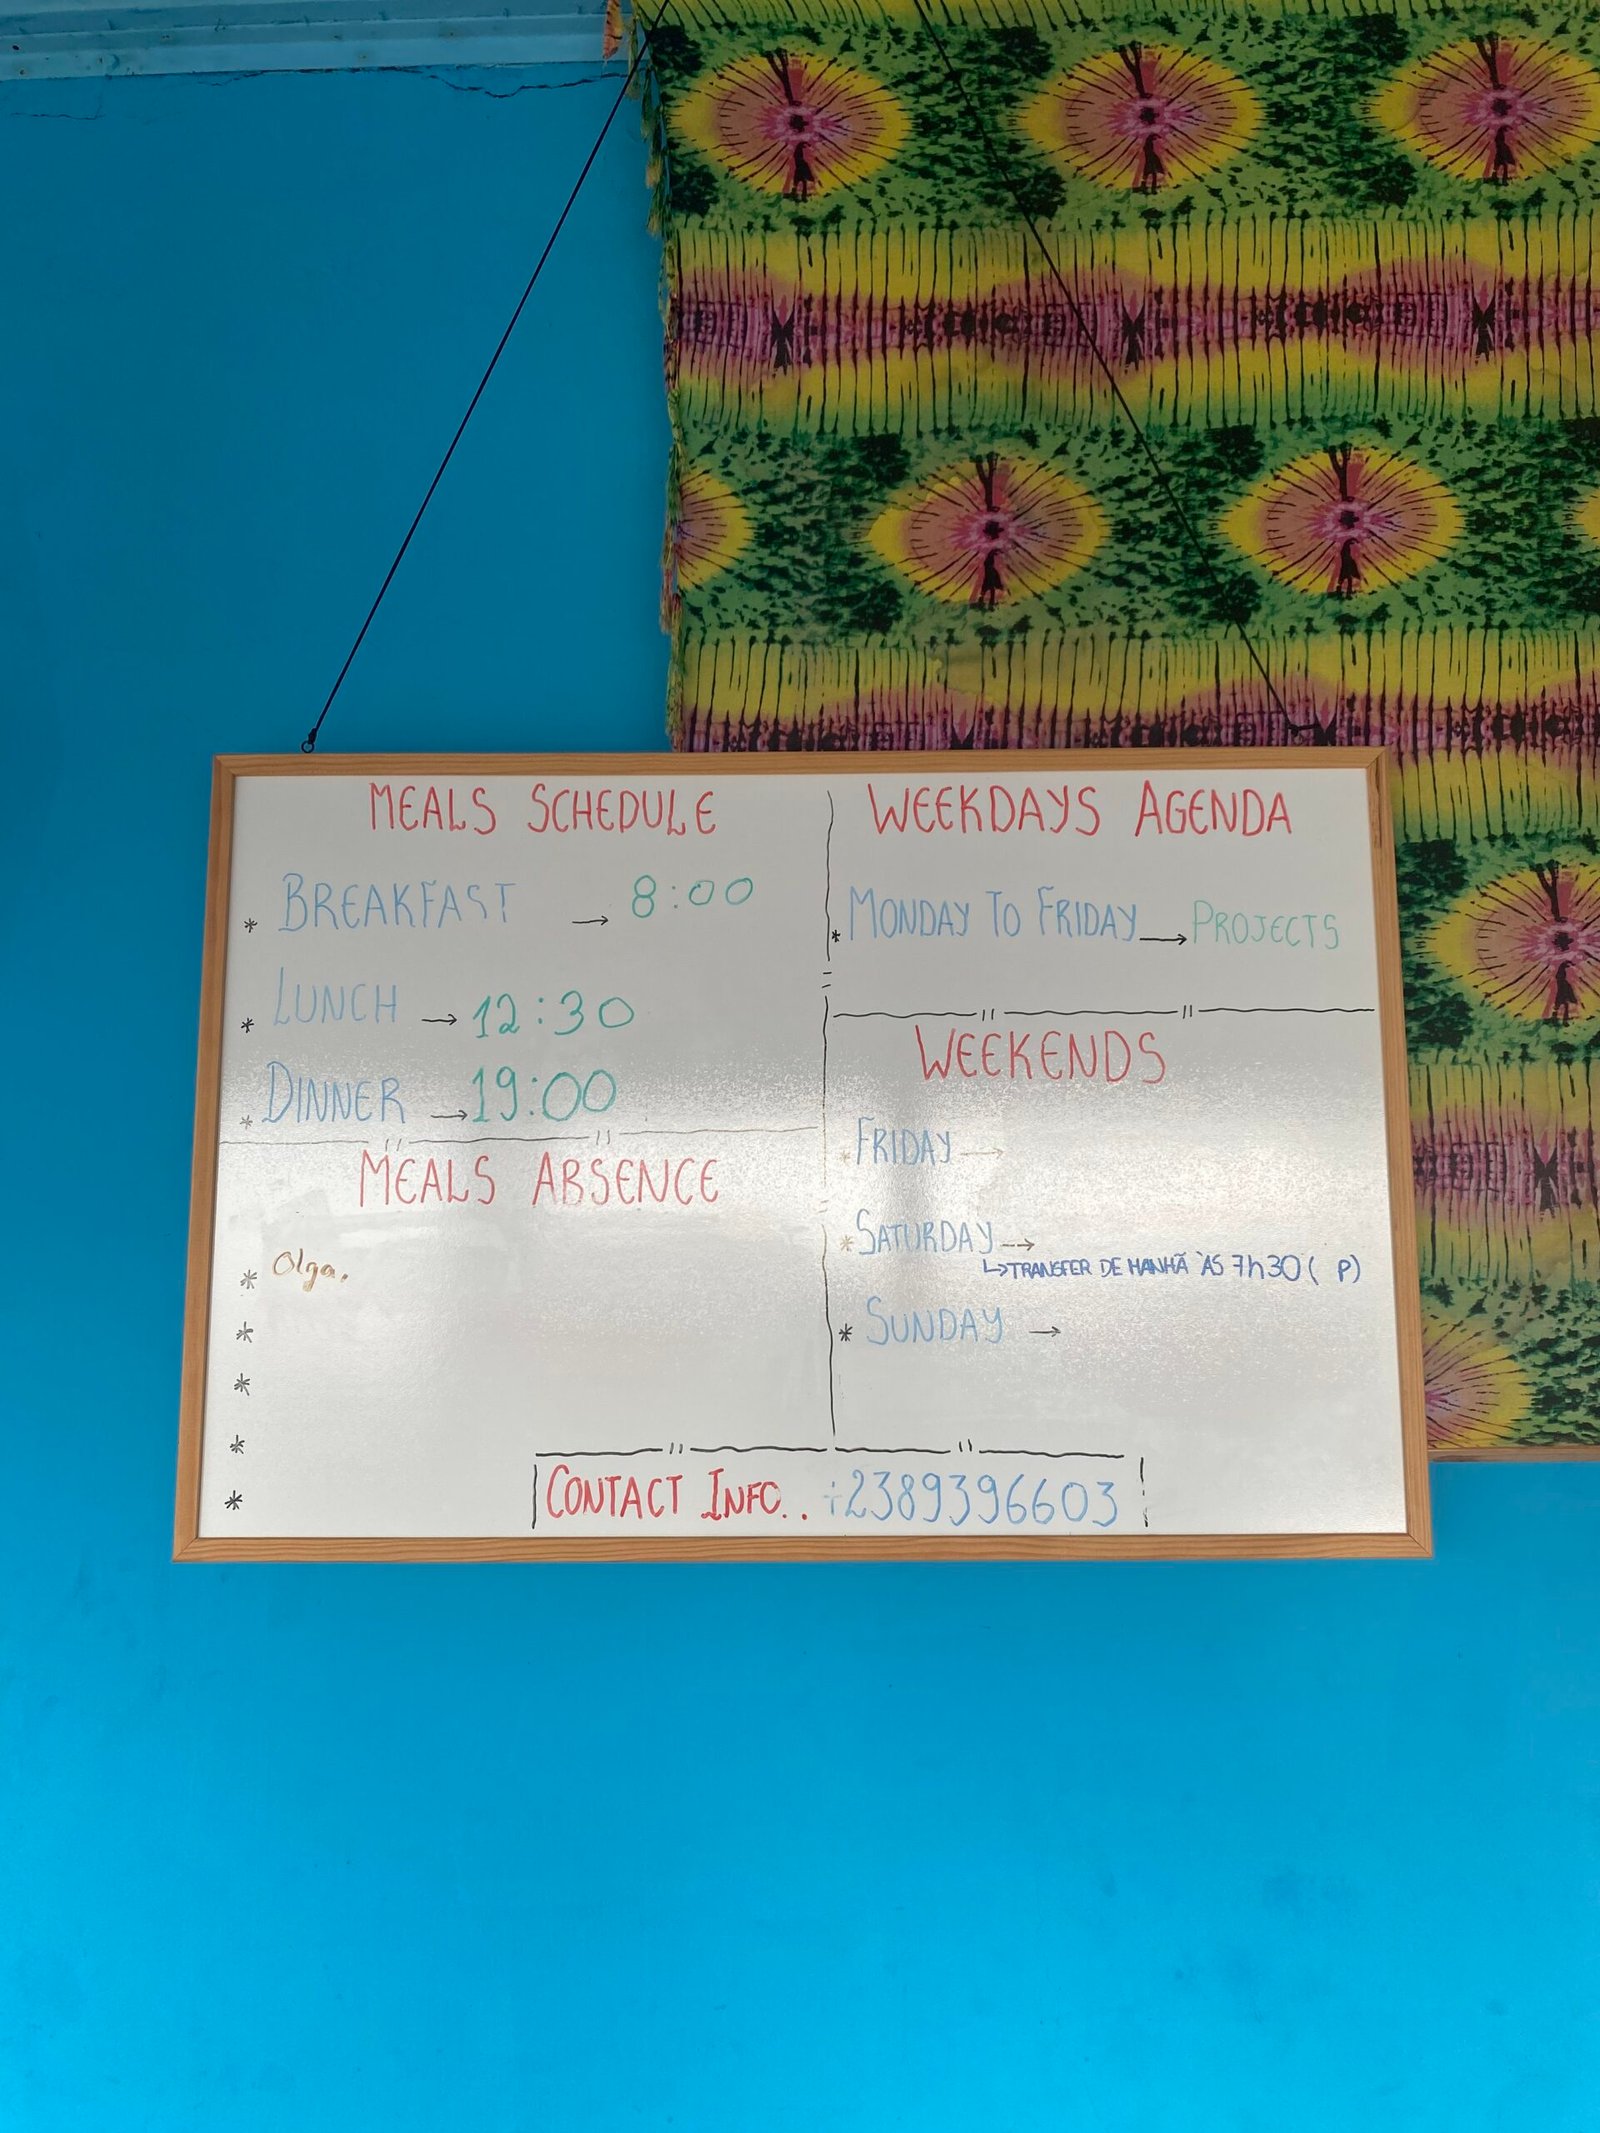 MEALS SCHEDULE
* BREAKFAST → 8:00
* LUNCH → 12:30
* DINNER → 19:00
MEALS ABSENCE
* Olga.
*
*
*
*
WEEKDAYS AGENDA
* MONDAY TO FRIDAY → PROJECTS
WEEKENDS
* FRIDAY →
* SATURDAY →
↳ TRANSFER DE MANHÃ ÀS 7h30 ( P)
* SUNDAY →
CONTACT INFO.. +2389396603